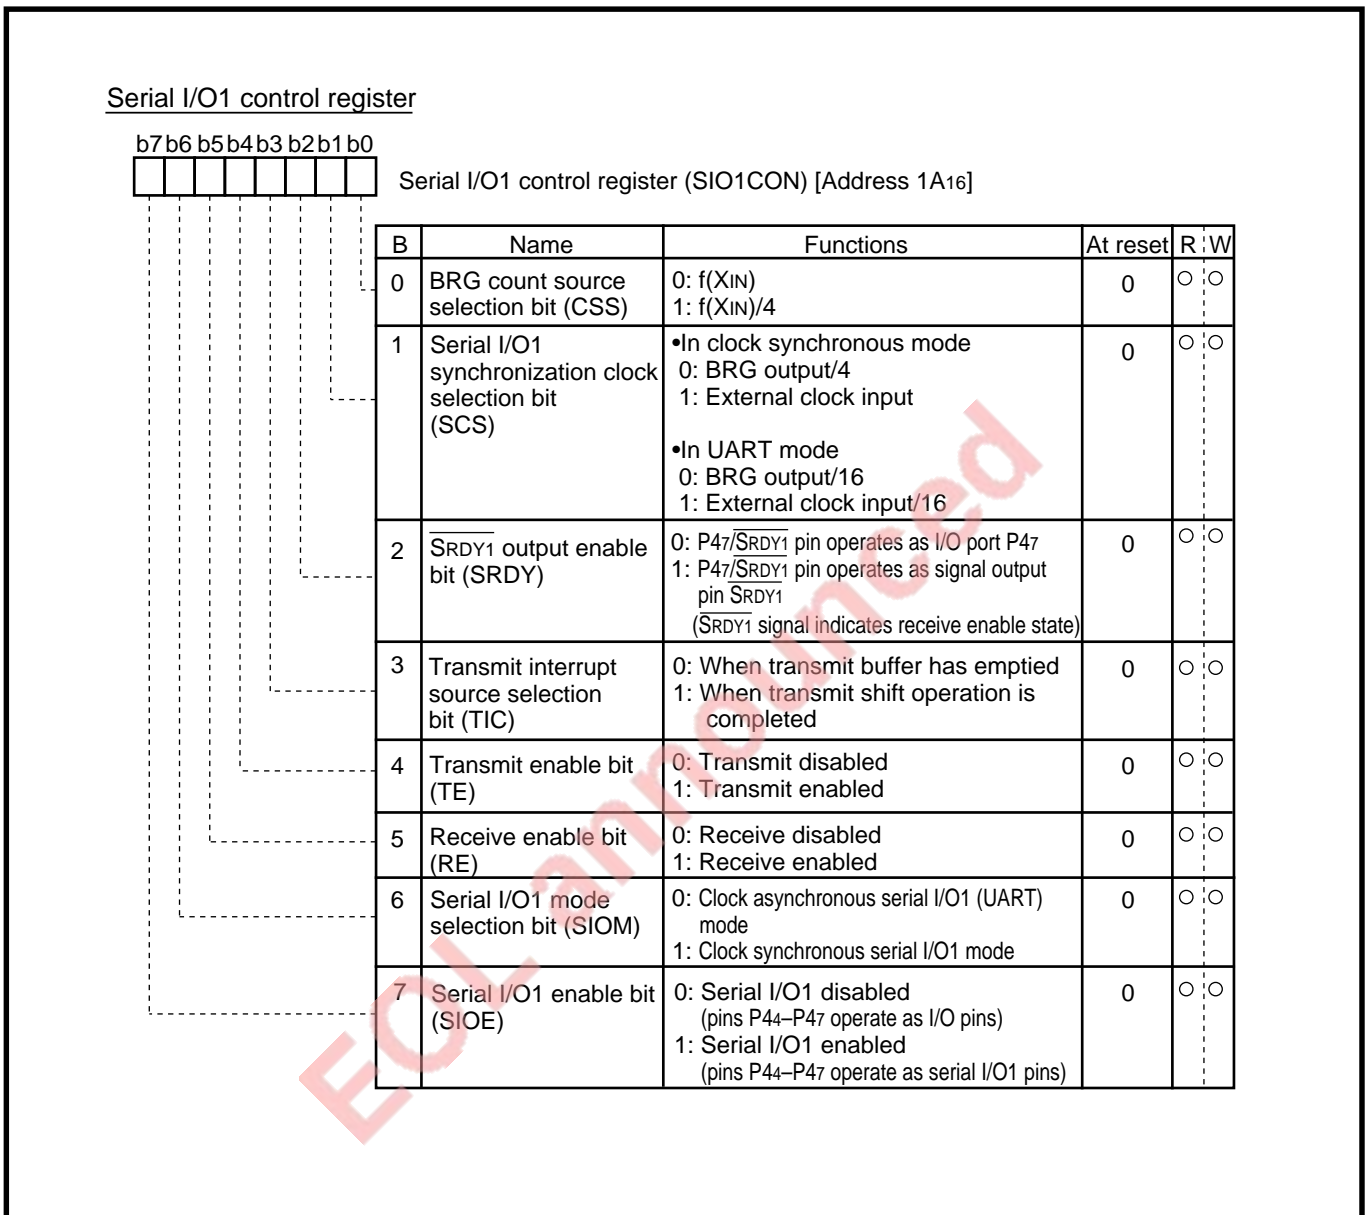 Serial I/O1 control register
b7 b6 b5 b4 b3 b2 b1 b0
Serial I/O1 control register (SIO1CON) [Address 1A16]
B Name Functions At reset R W
0 BRG count source selection bit (CSS)
0: f(XIN)
1: f(XIN)/4
0 ○ ○
1 Serial I/O1 synchronization clock selection bit (SCS)
•In clock synchronous mode
0: BRG output/4
1: External clock input
•In UART mode
0: BRG output/16
1: External clock input/16
0 ○ ○
2 SRDY1 output enable bit (SRDY)
0: P47/SRDY1 pin operates as I/O port P47
1: P47/SRDY1 pin operates as signal output
pin SRDY1
(SRDY1 signal indicates receive enable state)
0 ○ ○
3 Transmit interrupt source selection bit (TIC)
0: When transmit buffer has emptied
1: When transmit shift operation is
completed
0 ○ ○
4 Transmit enable bit (TE)
0: Transmit disabled
1: Transmit enabled
0 ○ ○
5 Receive enable bit (RE)
0: Receive disabled
1: Receive enabled
0 ○ ○
6 Serial I/O1 mode selection bit (SIOM)
0: Clock asynchronous serial I/O1 (UART)
mode
1: Clock synchronous serial I/O1 mode
0 ○ ○
7 Serial I/O1 enable bit (SIOE)
0: Serial I/O1 disabled
(pins P44–P47 operate as I/O pins)
1: Serial I/O1 enabled
(pins P44–P47 operate as serial I/O1 pins)
0 ○ ○
EOL announced